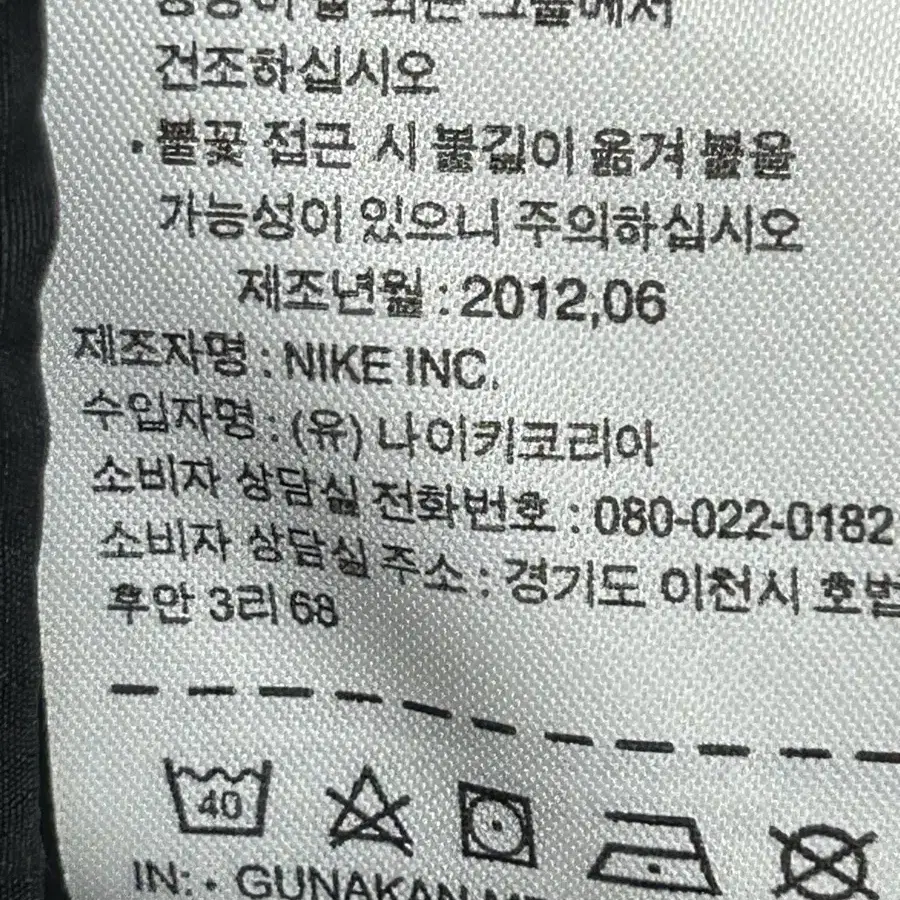 그늘에서
건조하십시오
· 불꽃 접근 시 불길이 옮겨 붙을
가능성이 있으니 주의하십시오
제조년월 : 2012,06
제조자명 : NIKE INC.
수입자명 : (유) 나이키코리아
소비자 상담실 전화번호 : 080-022-0182
소비자 상담실 주소 : 경기도 이천시 호법
후안 3리 68
40
IN: · GUNAKAN